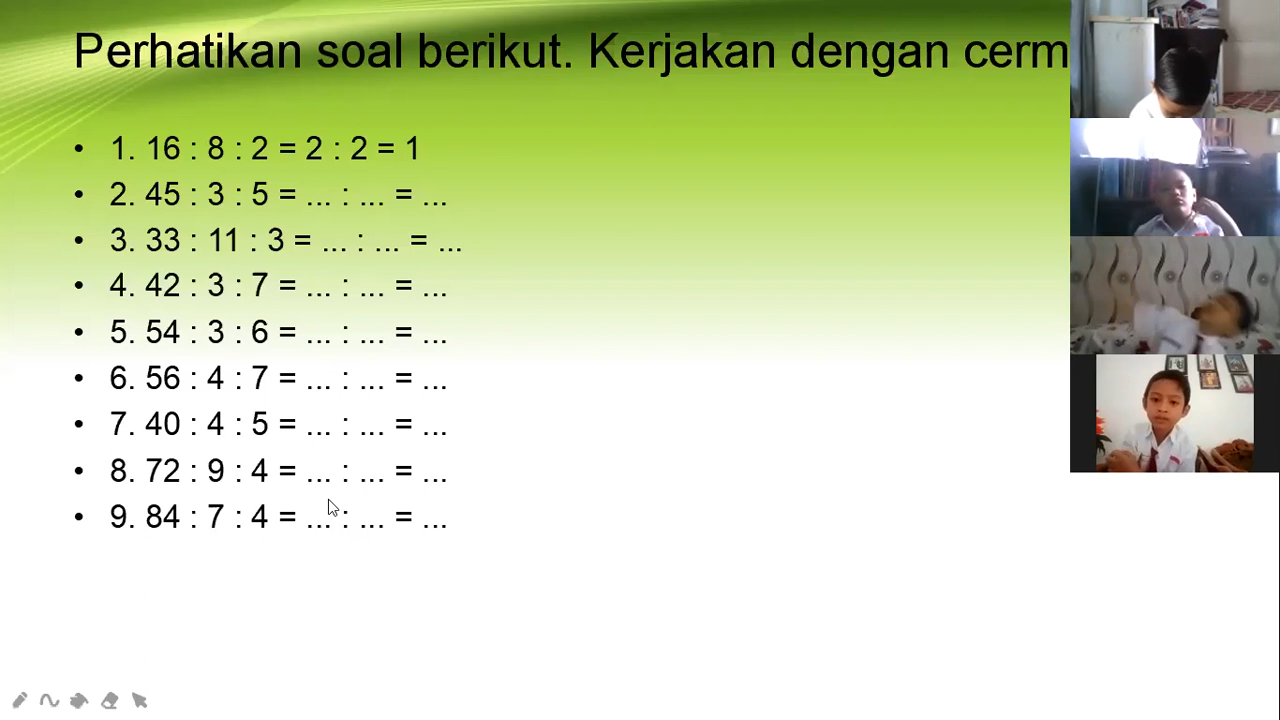 Perhatikan soal berikut. Kerjakan dengan cerm
• 1. 16 : 8 : 2 = 2 : 2 = 1
• 2. 45 : 3 : 5 = ... : ... = ...
• 3. 33 : 11 : 3 = ... : ... = ...
• 4. 42 : 3 : 7 = ... : ... = ...
• 5. 54 : 3 : 6 = ... : ... = ...
• 6. 56 : 4 : 7 = ... : ... = ...
• 7. 40 : 4 : 5 = ... : ... = ...
• 8. 72 : 9 : 4 = ... : ... = ...
• 9. 84 : 7 : 4 = ... : ... = ...